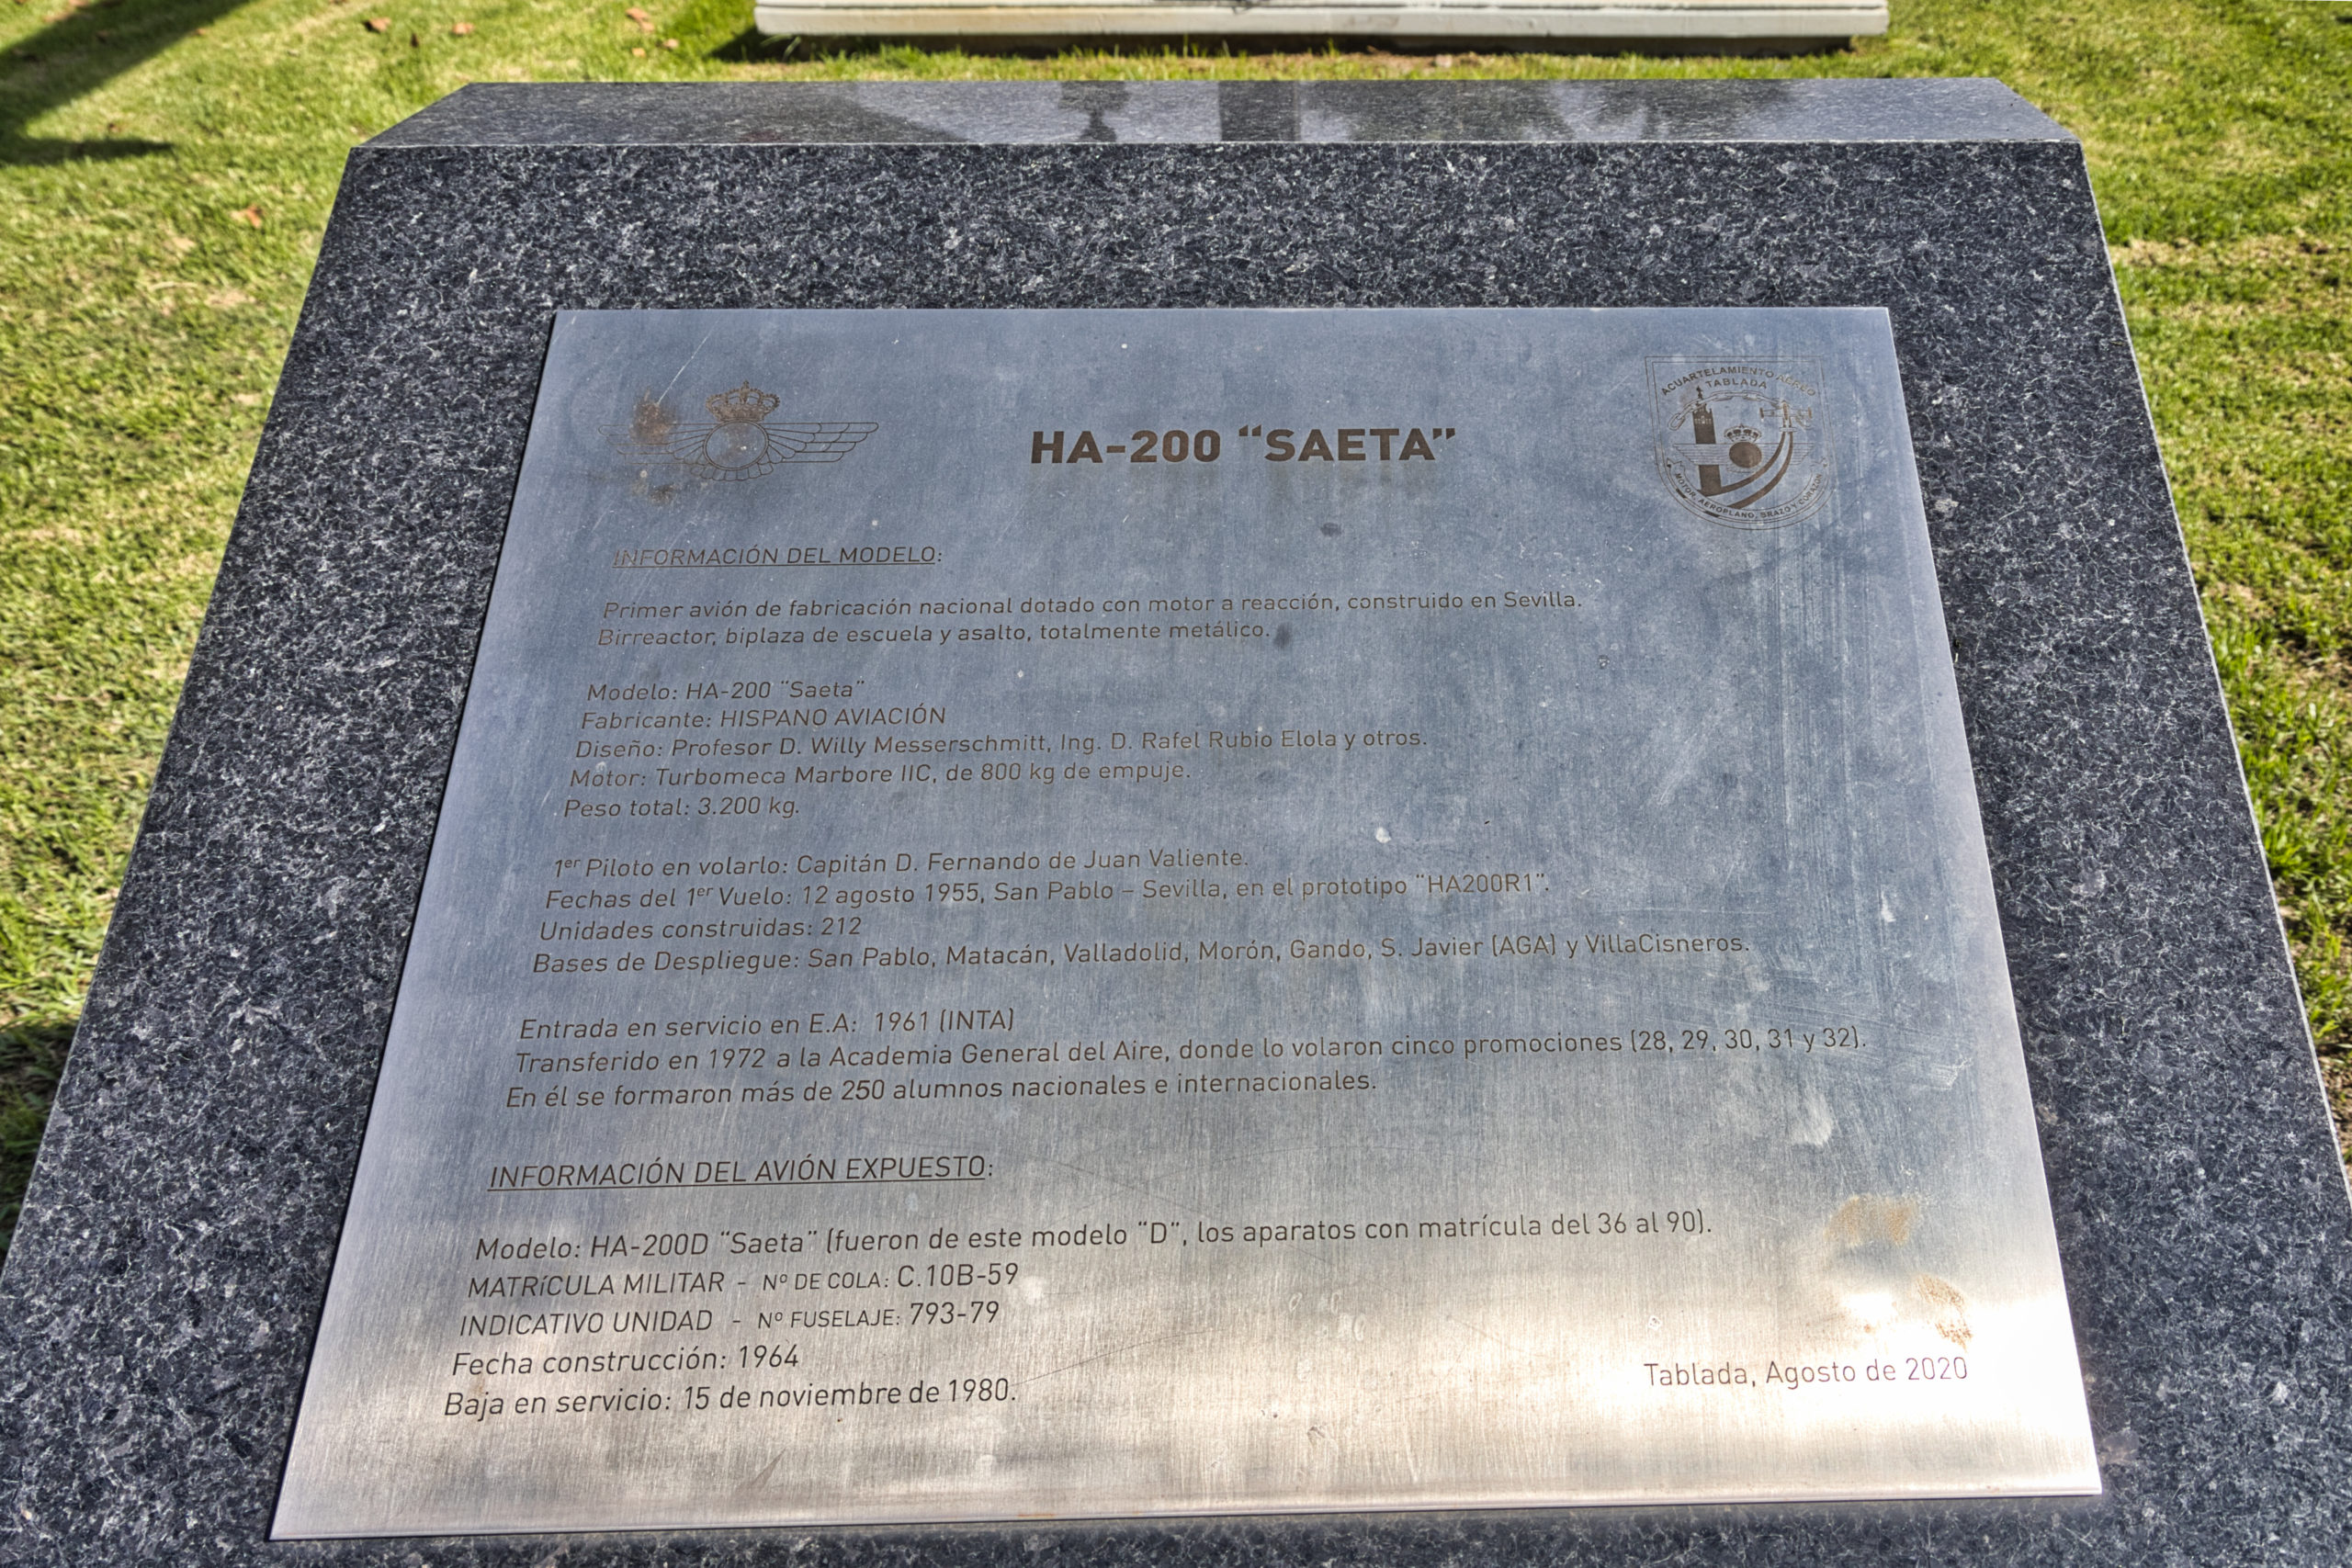 HA-200 “SAETA”
ACUARTELAMIENTO AÉREO
TABLADA
MOTOR, AEROPLANO, BRAZO Y CORAZÓN
INFORMACIÓN DEL MODELO:
Primer avión de fabricación nacional dotado con motor a reacción, construido en Sevilla.
Birreactor, biplaza de escuela y asalto, totalmente metálico.
Modelo: HA-200 “Saeta”
Fabricante: HISPANO AVIACIÓN
Diseño: Profesor D. Willy Messerschmitt, Ing. D. Rafel Rubio Elola y otros.
Motor: Turbomeca Marbore IIC, de 800 kg de empuje.
Peso total: 3.200 kg.
1er Piloto en volarlo: Capitán D. Fernando de Juan Valiente.
Fechas del 1er Vuelo: 12 agosto 1955, San Pablo – Sevilla, en el prototipo “HA200R1”.
Unidades construidas: 212
Bases de Despliegue: San Pablo, Matacán, Valladolid, Morón, Gando, S. Javier (AGA) y VillaCisneros.
Entrada en servicio en E.A: 1961 (INTA)
Transferido en 1972 a la Academia General del Aire, donde lo volaron cinco promociones (28, 29, 30, 31 y 32).
En él se formaron más de 250 alumnos nacionales e internacionales.
INFORMACIÓN DEL AVIÓN EXPUESTO:
Modelo: HA-200D “Saeta” (fueron de este modelo “D”, los aparatos con matrícula del 36 al 90).
MATRíCULA MILITAR - Nº DE COLA: C.10B-59
INDICATIVO UNIDAD - Nº FUSELAJE: 793-79
Fecha construcción: 1964
Baja en servicio: 15 de noviembre de 1980.
Tablada, Agosto de 2020